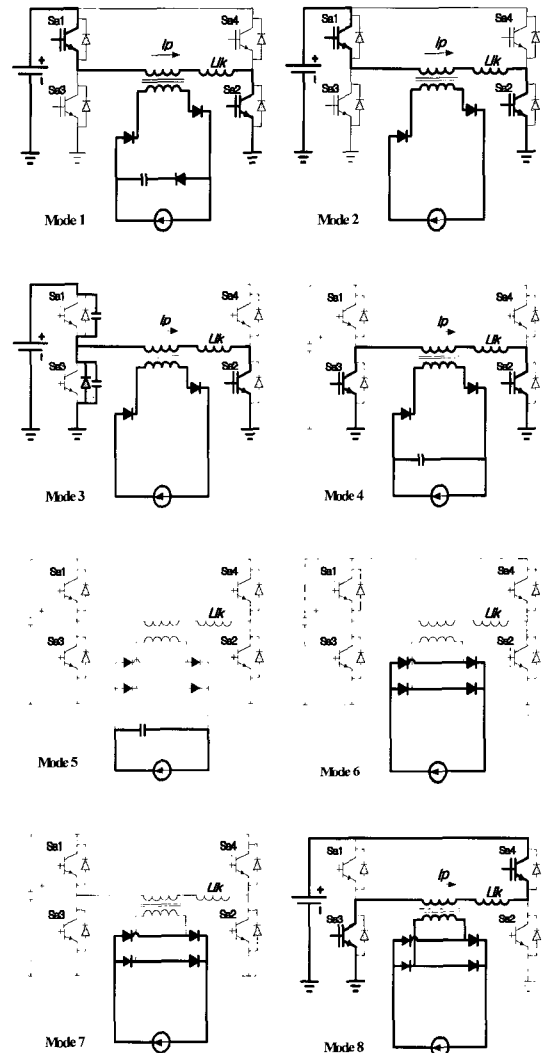 Sa1 Sa4 Sa1 Sa4
Ip Llk Ip Llk
+ +
Sa3 Sa2 Sa3 Sa2
Mode 1 Mode 2
Sa1 Sa4 Sa1 Sa4
Ip Llk Ip Llk
+
Sa3 Sa2 Sa3 Sa2
Mode 3 Mode 4
Sa1 Sa4 Sa1 Sa4
Llk Llk
Sa3 Sa2 Sa3 Sa2
Mode 5 Mode 6
Sa1 Sa4 Sa1 Sa4
Llk Ip Llk
+
Sa3 Sa2 Sa3 Sa2
Mode 7 Mode 8